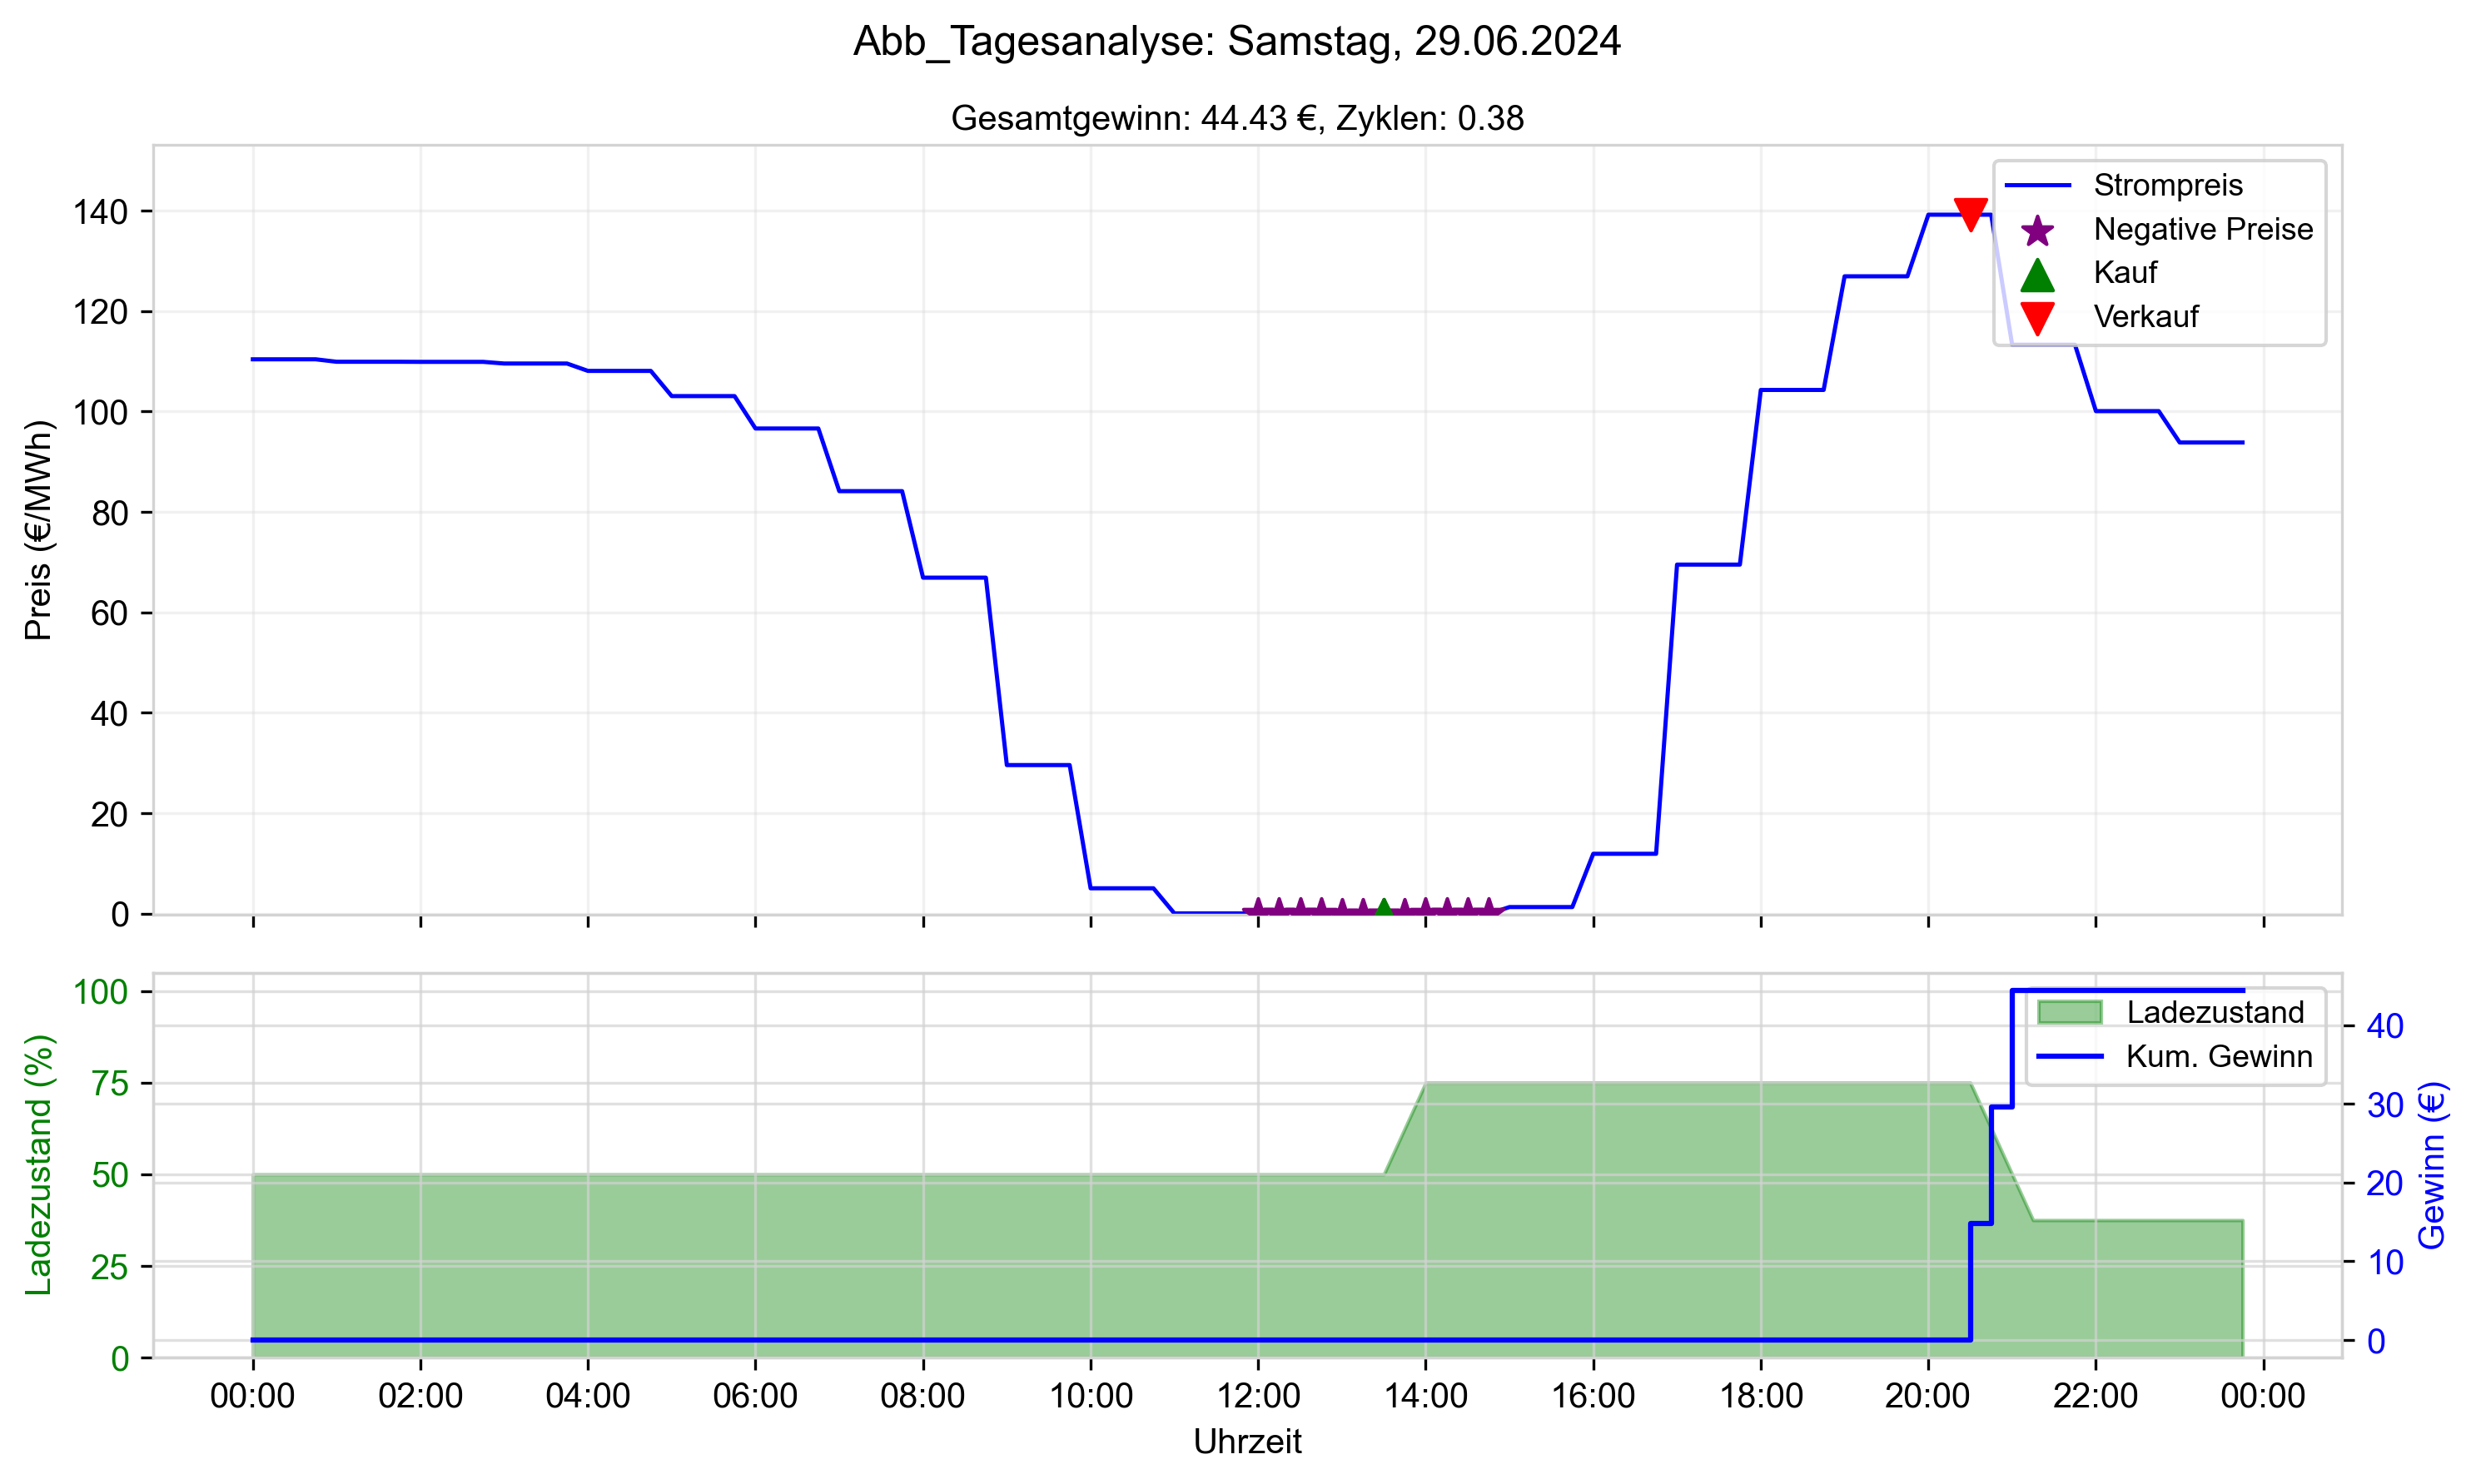 Abb_Tagesanalyse: Samstag, 29.06.2024
Gesamtgewinn: 44.43 €, Zyklen: 0.38
Preis (€/MWh)
140
120
100
80
60
40
20
0
Strompreis
Negative Preise
Kauf
Verkauf
Ladezustand (%)
100
75
50
25
0
Ladezustand
Kum. Gewinn
40
30
20
10
0
Gewinn (€)
00:00 02:00 04:00 06:00 08:00 10:00 12:00 14:00 16:00 18:00 20:00 22:00 00:00
Uhrzeit